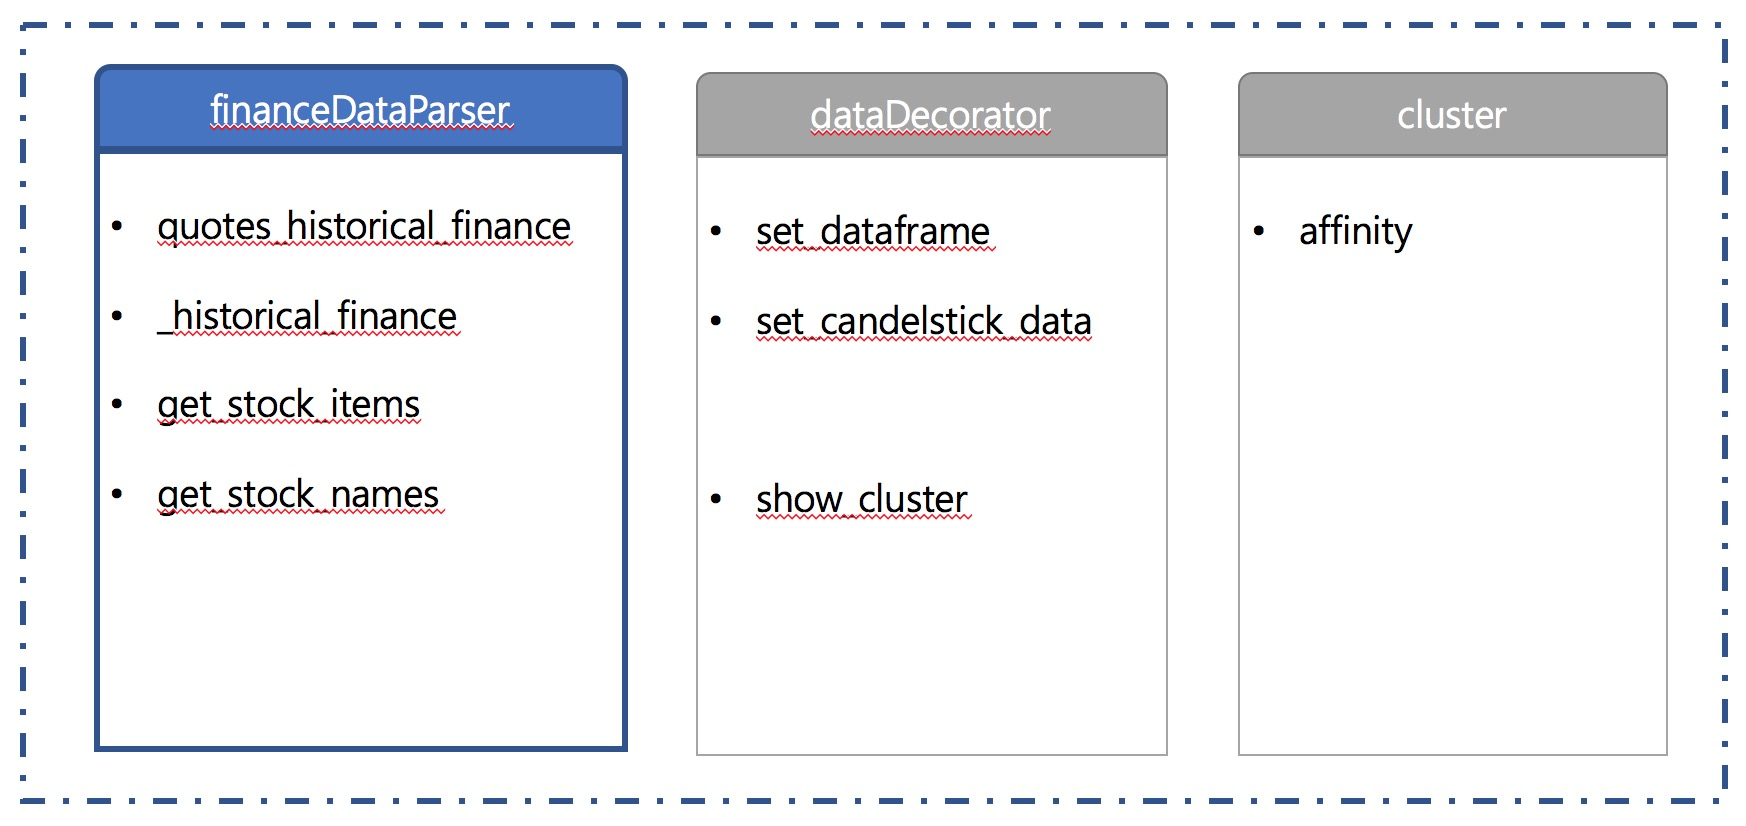 financeDataParser
• quotes_historical_finance
• _historical_finance
• get_stock_items
• get_stock_names
dataDecorator
• set_dataframe
• set_candelstick_data
• show_cluster
cluster
• affinity